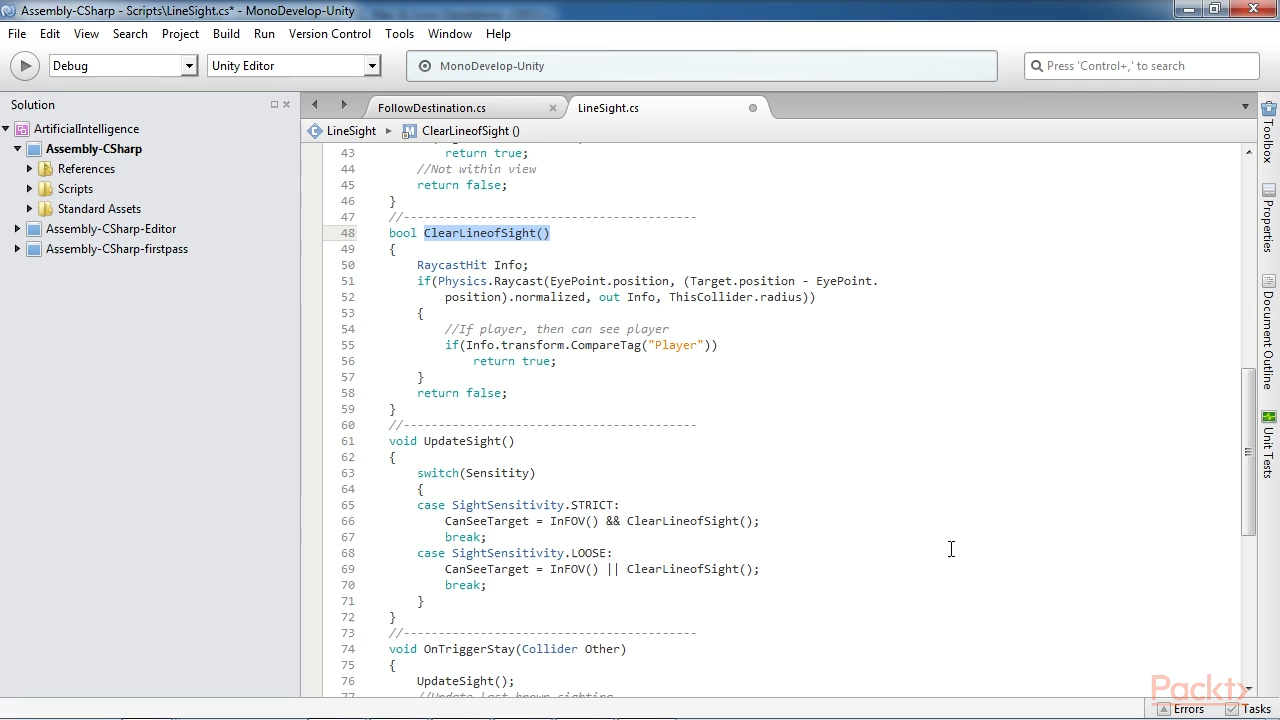 Assembly-CSharp - Scripts\LineSight.cs* - MonoDevelop-Unity
File Edit View Search Project Build Run Version Control Tools Window Help
Debug Unity Editor MonoDevelop-Unity Press 'Control+,' to search
Solution
ArtificialIntelligence
Assembly-CSharp
References
Scripts
Standard Assets
Assembly-CSharp-Editor
Assembly-CSharp-firstpass
FollowDestination.cs LineSight.cs
LineSight ClearLineofSight ()
43 return true;
44 //Not within view
45 return false;
46 }
47 //------------------------------------------
48 bool ClearLineofSight()
49 {
50 RaycastHit Info;
51 if(Physics.Raycast(EyePoint.position, (Target.position - EyePoint.
52 position).normalized, out Info, ThisCollider.radius))
53 {
54 //If player, then can see player
55 if(Info.transform.CompareTag("Player"))
56 return true;
57 }
58 return false;
59 }
60 //------------------------------------------
61 void UpdateSight()
62 {
63 switch(Sensitity)
64 {
65 case SightSensitivity.STRICT:
66 CanSeeTarget = InFOV() && ClearLineofSight();
67 break;
68 case SightSensitivity.LOOSE:
69 CanSeeTarget = InFOV() || ClearLineofSight();
70 break;
71 }
72 }
73 //------------------------------------------
74 void OnTriggerStay(Collider Other)
75 {
76 UpdateSight();
77 //Update last known sighting
Toolbox
Properties
Document Outline
Unit Tests
Packt
Errors Tasks